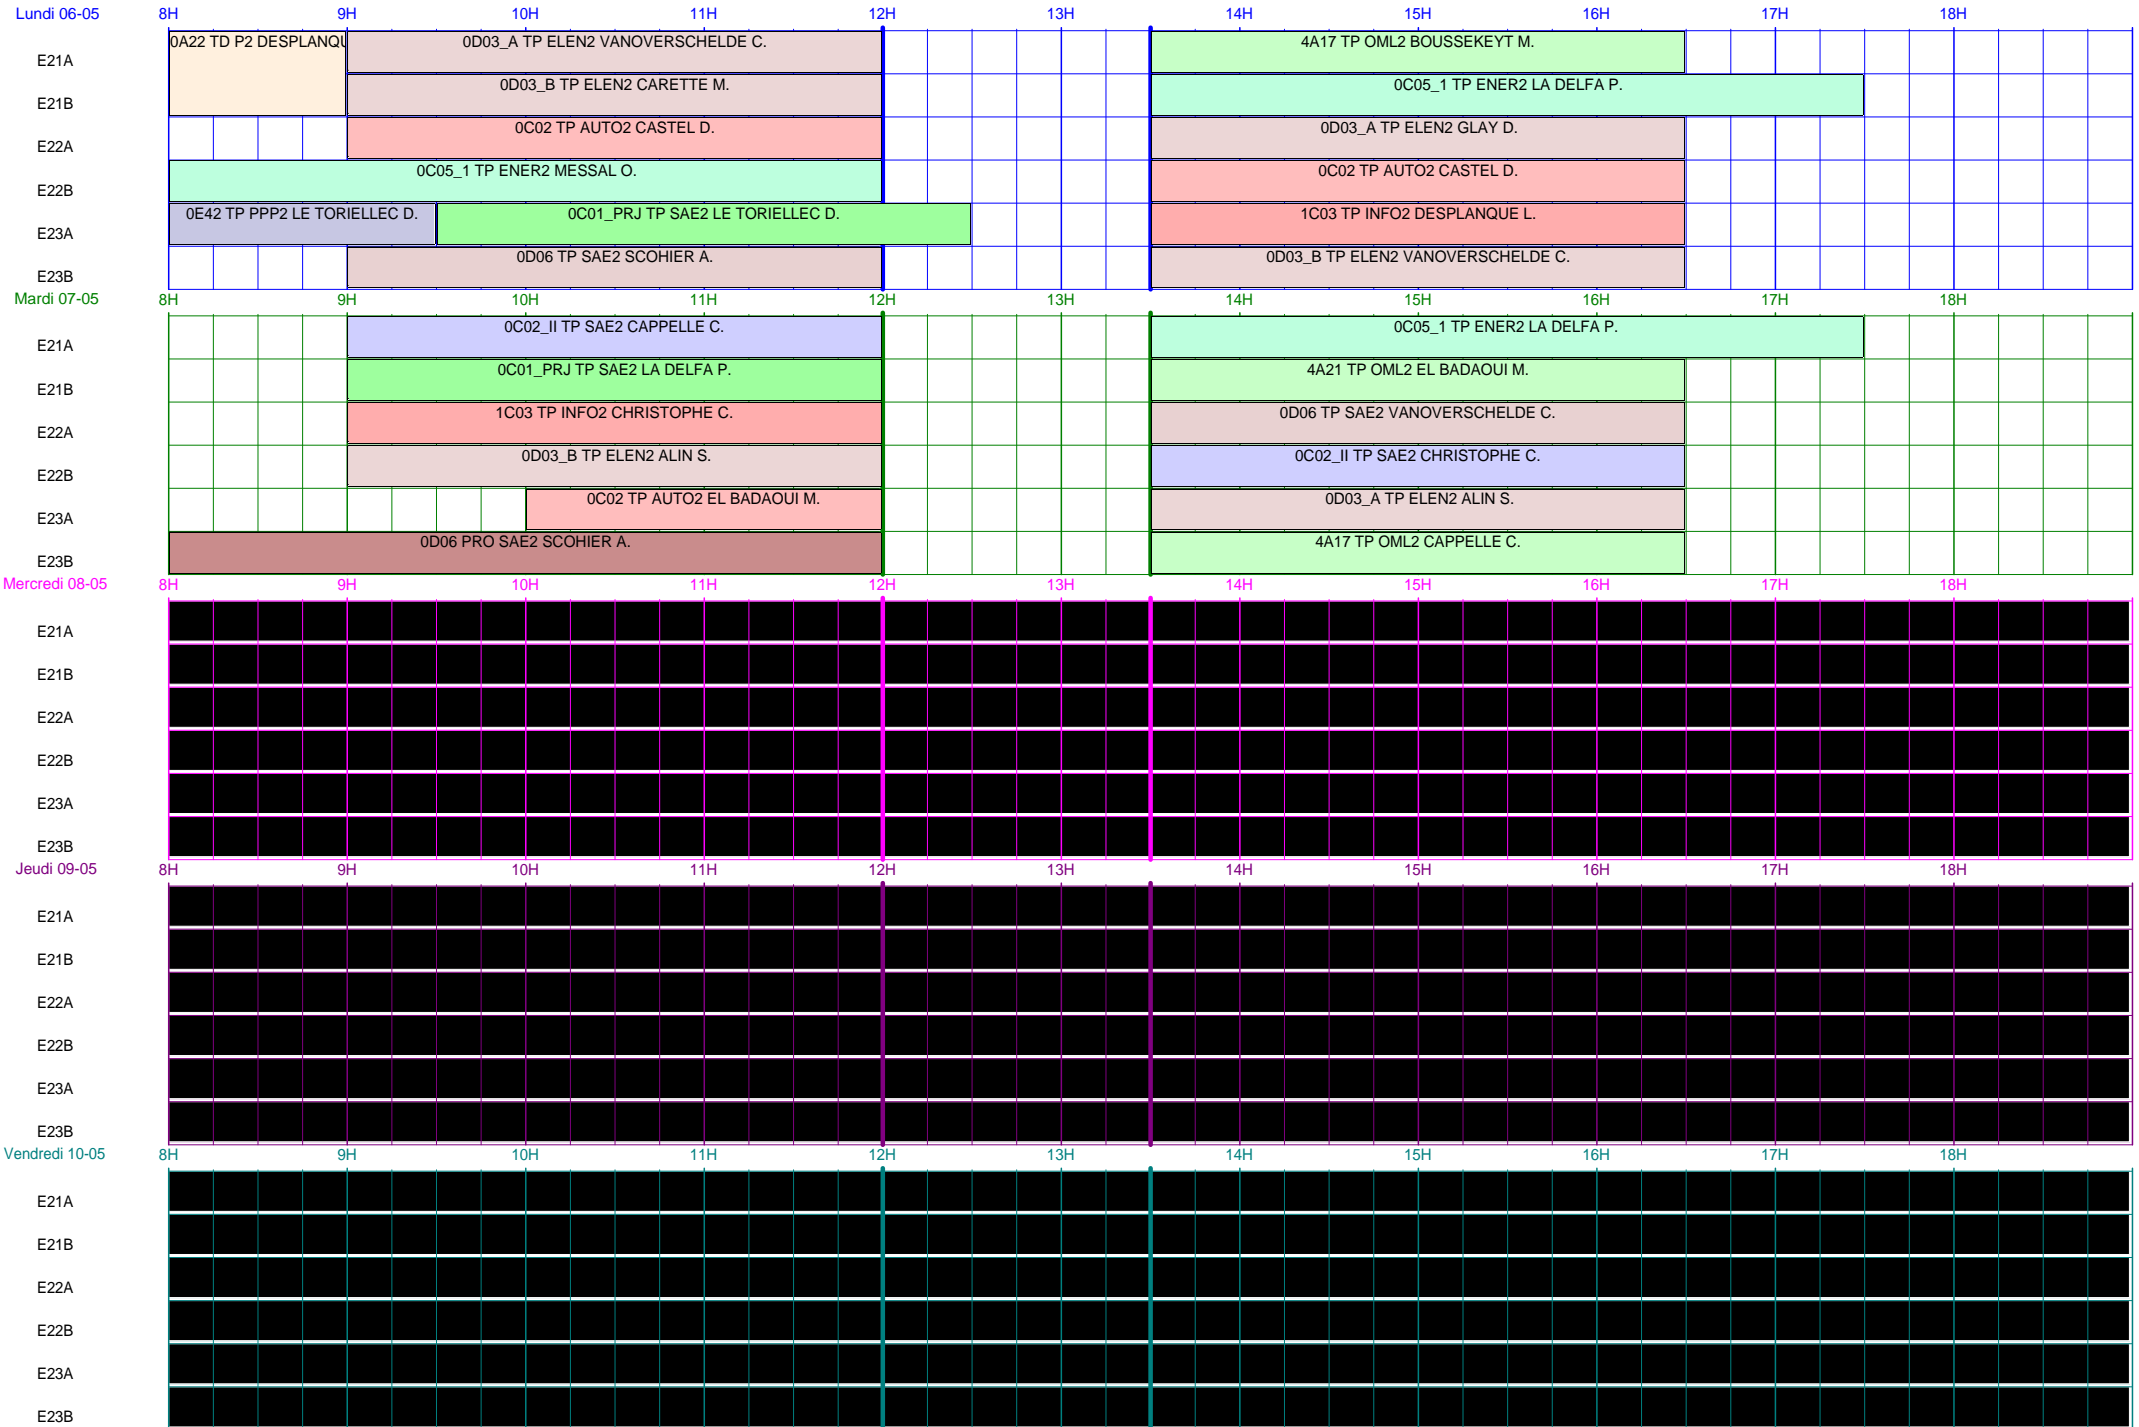 Lundi 06-05 8H 9H 10H 11H 12H 13H 14H 15H 16H 17H 18H
E21A 0A22 TD P2 0D03_A TP ELEN2 VANOVERSCHELDE C. 4A17 TP OML2 BOUSSEKEYT M.
E21B 0D03_B TP ELEN2 CARETTE M. 0C05_1 TP ENER2 LA DELFA P.
E22A 0C02 TP AUTO2 CASTEL D. 0D03_A TP ELEN2 GLAY D.
E22B 0C05_1 TP ENER2 MESSAL O. 0C02 TP AUTO2 CASTEL D.
E23A 0E42 TP PPP2 LE TORIELLEC D. 0C01_PRJ TP SAE2 LE TORIELLEC D. 1C03 TP INFO2 DESPLANQUE L.
E23B 0D06 TP SAE2 SCOHIER A. 0D03_B TP ELEN2 VANOVERSCHELDE C.
Mardi 07-05 8H 9H 10H 11H 12H 13H 14H 15H 16H 17H 18H
E21A 0C02_II TP SAE2 CAPPELLE C. 0C05_1 TP ENER2 LA DELFA P.
E21B 0C01_PRJ TP SAE2 LA DELFA P. 4A21 TP OML2 EL BADAOUI M.
E22A 1C03 TP INFO2 CHRISTOPHE C. 0D06 TP SAE2 VANOVERSCHELDE C.
E22B 0D03_B TP ELEN2 ALIN S. 0C02_II TP SAE2 CHRISTOPHE C.
E23A 0C02 TP AUTO2 EL BADAOUI M. 0D03_A TP ELEN2 ALIN S.
E23B 0D06 PRO SAE2 SCOHIER A. 4A17 TP OML2 CAPPELLE C.
Mercredi 08-05 8H 9H 10H 11H 12H 13H 14H 15H 16H 17H 18H
E21A
E21B
E22A
E22B
E23A
E23B
Jeudi 09-05 8H 9H 10H 11H 12H 13H 14H 15H 16H 17H 18H
E21A
E21B
E22A
E22B
E23A
E23B
Vendredi 10-05 8H 9H 10H 11H 12H 13H 14H 15H 16H 17H 18H
E21A
E21B
E22A
E22B
E23A
E23B